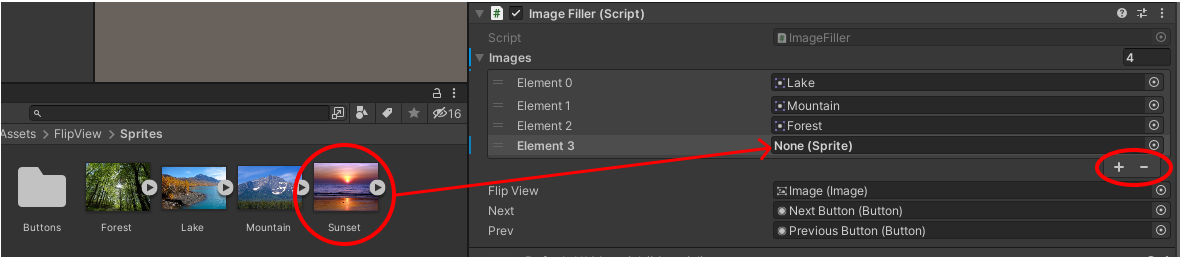 Image Filler (Script)
Script
ImageFiller
Images
4
Element 0
Lake
Element 1
Mountain
Element 2
Forest
Element 3
None (Sprite)
+ −
Flip View
Image (Image)
Next
Next Button (Button)
Prev
Previous Button (Button)
16
Assets > FlipView > Sprites
Buttons
Forest
Lake
Mountain
Sunset